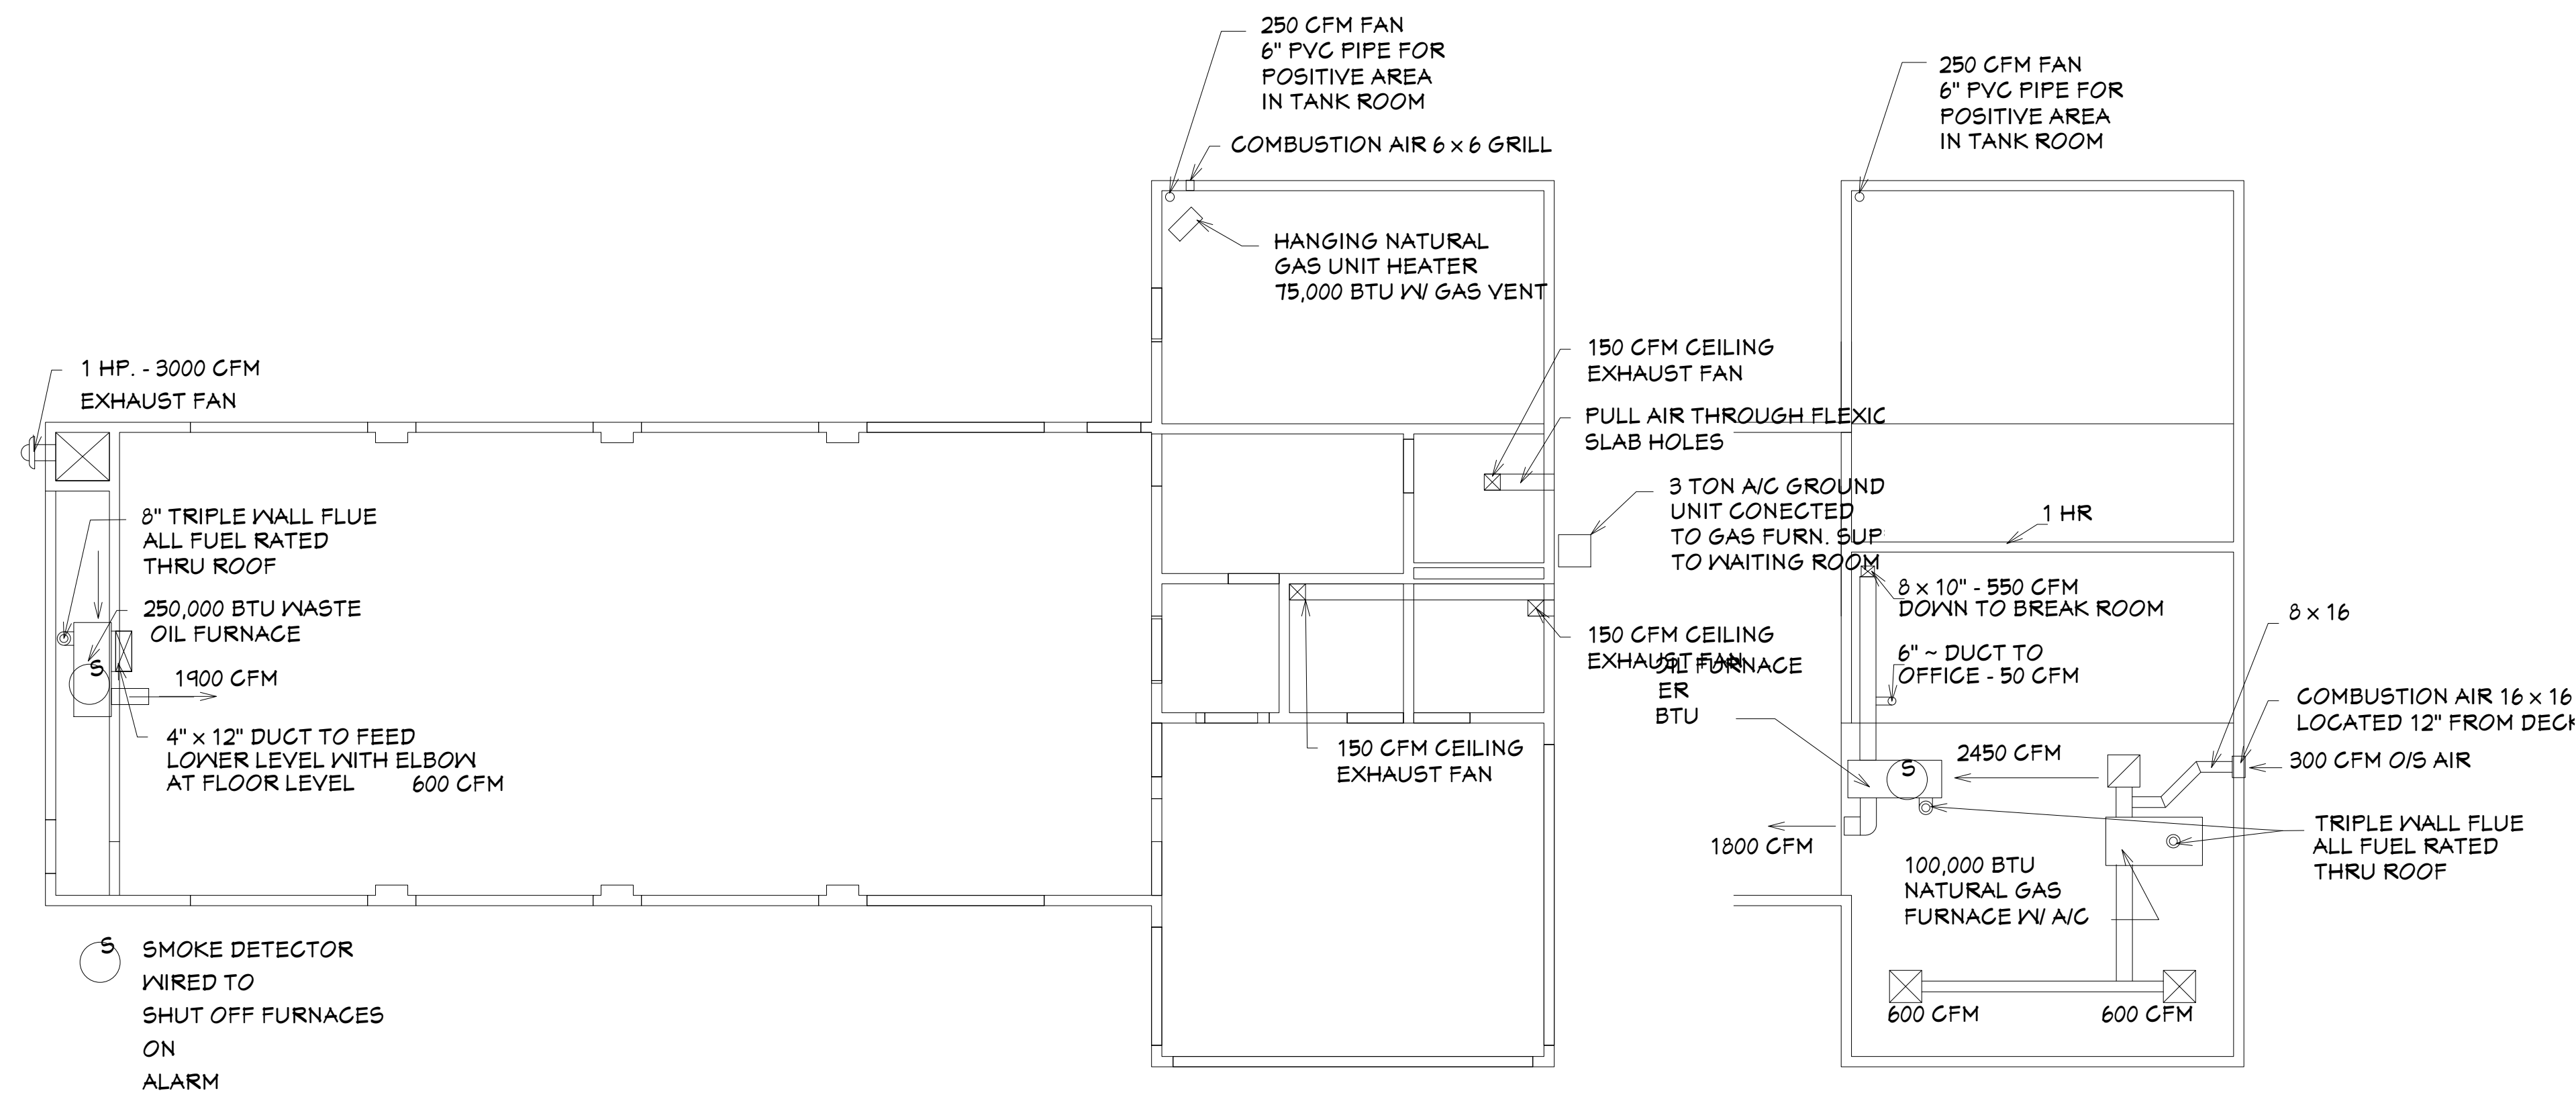 250 CFM FAN
6" PVC PIPE FOR
POSITIVE AREA
IN TANK ROOM
COMBUSTION AIR 6 x 6 GRILL
HANGING NATURAL
GAS UNIT HEATER
75,000 BTU W/ GAS VENT
1 HP. - 3000 CFM
EXHAUST FAN
8" TRIPLE WALL FLUE
ALL FUEL RATED
THRU ROOF
250,000 BTU WASTE
OIL FURNACE
S
1900 CFM
4" x 12" DUCT TO FEED
LOWER LEVEL WITH ELBOW
AT FLOOR LEVEL 600 CFM
S
SMOKE DETECTOR
WIRED TO
SHUT OFF FURNACES
ON
ALARM
150 CFM CEILING
EXHAUST FAN
PULL AIR THROUGH FLEXIC
SLAB HOLES
3 TON A/C GROUND
UNIT CONECTED
TO GAS FURN. SUP
TO WAITING ROOM
150 CFM CEILING
EXHAUST FAN
150 CFM CEILING
EXHAUST FAN
OIL FURNACE
ER
BTU
250 CFM FAN
6" PVC PIPE FOR
POSITIVE AREA
IN TANK ROOM
1 HR
8 x 10" - 550 CFM
DOWN TO BREAK ROOM
6" ~ DUCT TO
OFFICE - 50 CFM
8 x 16
COMBUSTION AIR 16 x 16
LOCATED 12" FROM DECK
300 CFM O/S AIR
2450 CFM
S
1800 CFM
TRIPLE WALL FLUE
ALL FUEL RATED
THRU ROOF
100,000 BTU
NATURAL GAS
FURNACE W/ A/C
600 CFM
600 CFM